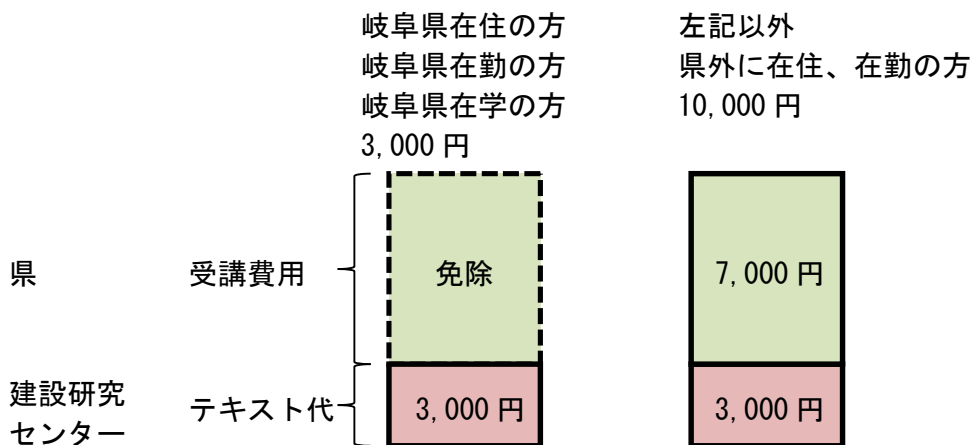 岐阜県在住の方
岐阜県在勤の方
岐阜県在学の方
3,000 円
左記以外
県外に在住、在勤の方
10,000 円
県
受講費用
免除
7,000 円
建設研究
センター
テキスト代
3,000 円
3,000 円